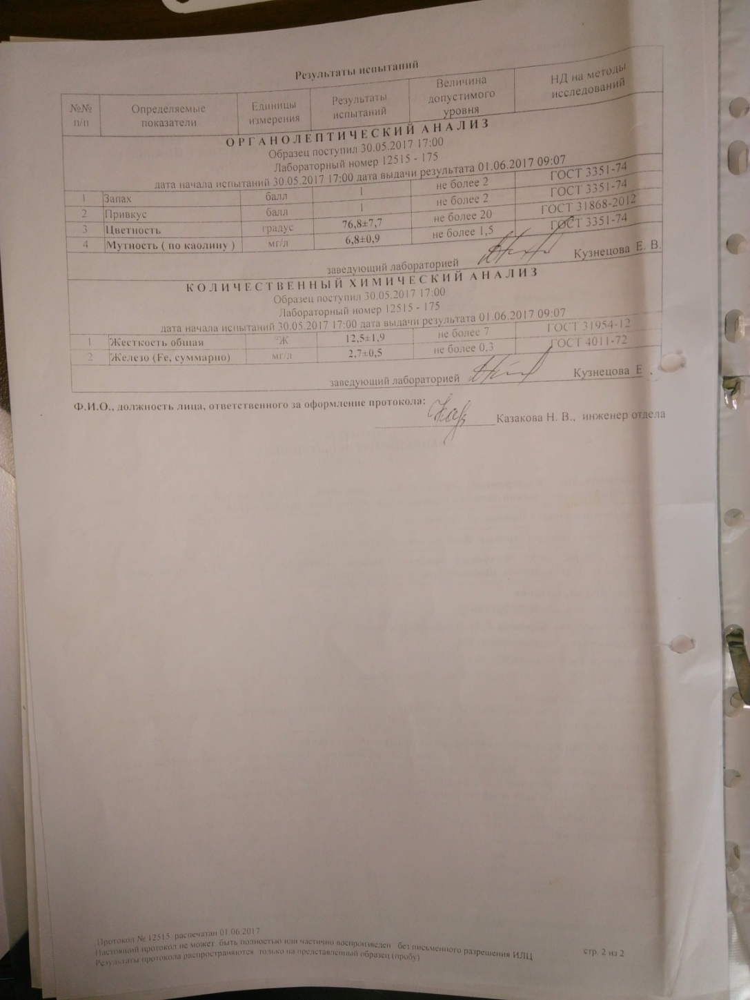 Результаты испытаний
№№ п/п
Определяемые показатели
Единицы измерения
Результаты испытаний
Величина допустимого уровня
НД на методы исследований
ОРГАНОЛЕПТИЧЕСКИЙ АНАЛИЗ
Образец поступил 30.05.2017 17:00
Лабораторный номер 12515 - 175
дата начала испытаний 30.05.2017 17:00 дата выдачи результата 01.06.2017 09:07
1 Запах балл 1 не более 2 ГОСТ 3351-74
2 Привкус балл 1 не более 2 ГОСТ 3351-74
3 Цветность градус 76,8±7,7 не более 20 ГОСТ 31868-2012
4 Мутность ( по каолину ) мг/л 6,8±0,9 не более 1,5 ГОСТ 3351-74
заведующий лабораторией Кузнецова Е. В.
КОЛИЧЕСТВЕННЫЙ ХИМИЧЕСКИЙ АНАЛИЗ
Образец поступил 30.05.2017 17:00
Лабораторный номер 12515 - 175
дата начала испытаний 30.05.2017 17:00 дата выдачи результата 01.06.2017 09:07
1 Жесткость общая °Ж 12,5±1,9 не более 7 ГОСТ 31954-12
2 Железо (Fe, суммарно) мг/л 2,7±0,5 не более 0,3 ГОСТ 4011-72
заведующий лабораторией Кузнецова Е .
Ф.И.О., должность лица, ответственного за оформление протокола:
Казакова Н. В., инженер отдела
Протокол № 12515 распечатан 01.06.2017
Настоящий протокол не может быть полностью или частично воспроизведен без письменного разрешения ИЛЦ
Результаты протокола распространяются только на представленный образец (пробу)
стр. 2 из 2